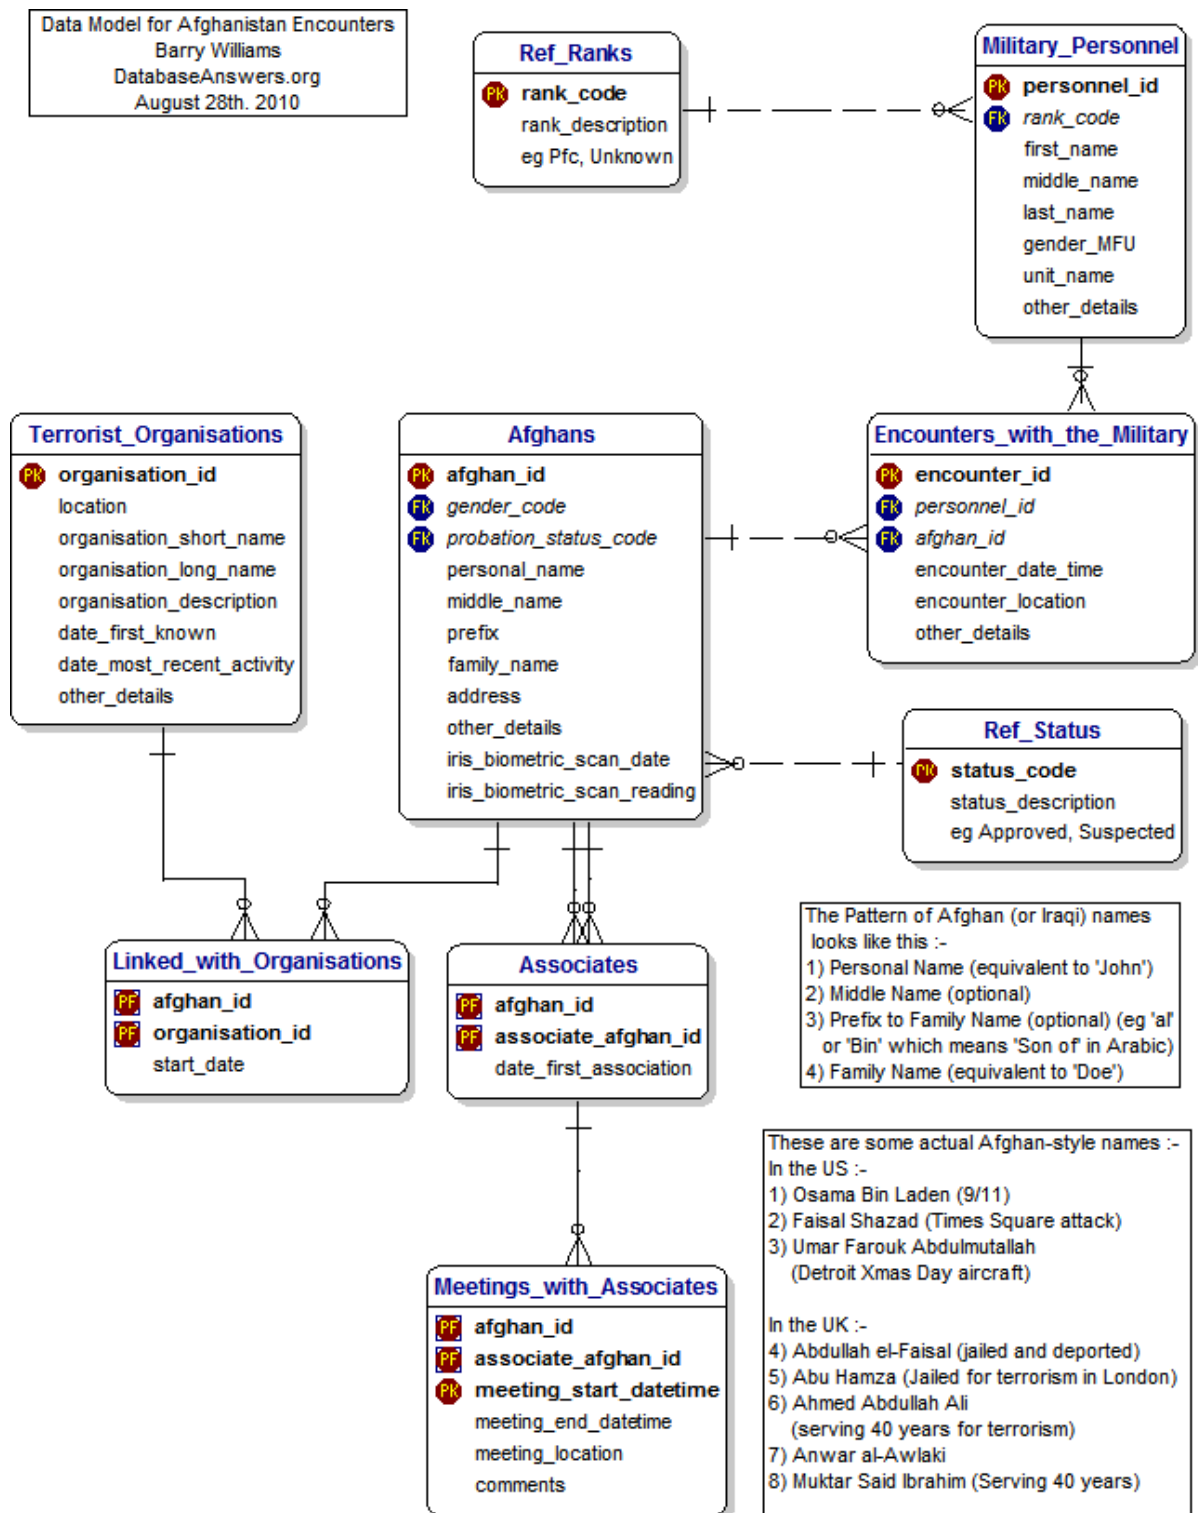 Data Model for Afghanistan Encounters
Barry Williams
DatabaseAnswers.org
August 28th. 2010
Ref_Ranks
PK rank_code
rank_description
eg Pfc, Unknown
Military_Personnel
PK personnel_id
FK rank_code
first_name
middle_name
last_name
gender_MFU
unit_name
other_details
Terrorist_Organisations
PK organisation_id
location
organisation_short_name
organisation_long_name
organisation_description
date_first_known
date_most_recent_activity
other_details
Afghans
PK afghan_id
FK gender_code
FK probation_status_code
personal_name
middle_name
prefix
family_name
address
other_details
iris_biometric_scan_date
iris_biometric_scan_reading
Encounters_with_the_Military
PK encounter_id
FK personnel_id
FK afghan_id
encounter_date_time
encounter_location
other_details
Ref_Status
PK status_code
status_description
eg Approved, Suspected
Linked_with_Organisations
PF afghan_id
PF organisation_id
start_date
Associates
PF afghan_id
PF associate_afghan_id
date_first_association
The Pattern of Afghan (or Iraqi) names
looks like this :-
1) Personal Name (equivalent to 'John')
2) Middle Name (optional)
3) Prefix to Family Name (optional) (eg 'al'
or 'Bin' which means 'Son of' in Arabic)
4) Family Name (equivalent to 'Doe')
Meetings_with_Associates
PF afghan_id
PF associate_afghan_id
PK meeting_start_datetime
meeting_end_datetime
meeting_location
comments
These are some actual Afghan-style names :-
In the US :-
1) Osama Bin Laden (9/11)
2) Faisal Shazad (Times Square attack)
3) Umar Farouk Abdulmutallah
(Detroit Xmas Day aircraft)
In the UK :-
4) Abdullah el-Faisal (jailed and deported)
5) Abu Hamza (Jailed for terrorism in London)
6) Ahmed Abdullah Ali
(serving 40 years for terrorism)
7) Anwar al-Awlaki
8) Muktar Said Ibrahim (Serving 40 years)